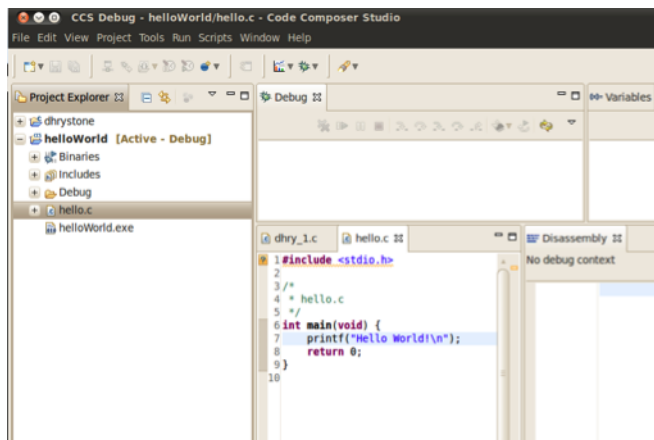 CCS Debug - helloWorld/hello.c - Code Composer Studio
File Edit View Project Tools Run Scripts Window Help
Project Explorer
dhrystone
helloWorld [Active - Debug]
Binaries
Includes
Debug
hello.c
helloWorld.exe
Debug
Variables
dhry_1.c hello.c
1 #include <stdio.h>
2
3 /*
4 * hello.c
5 */
6 int main(void) {
7 printf("Hello World!\n");
8 return 0;
9 }
10
Disassembly
No debug context